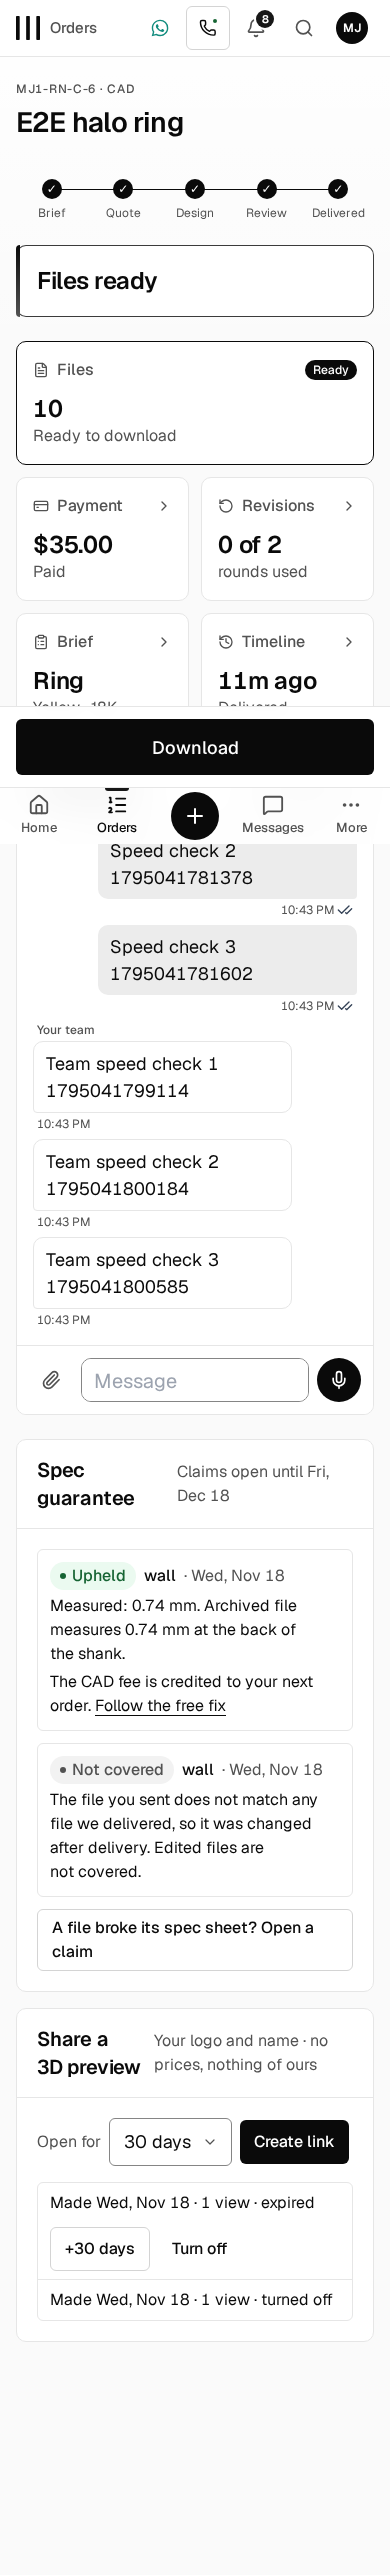 Orders
8
MJ
MJ1-RN-C-6 · CAD
E2E halo ring
Brief
Quote
Design
Review
Delivered
Files ready
Files
Ready
10
Ready to download
Payment
$35.00
Paid
Revisions
0 of 2
rounds used
Brief
Ring
Timeline
11m ago
Download
Home
Orders
Messages
More
Speed check 2
1795041781378
10:43 PM
Speed check 3
1795041781602
10:43 PM
Your team
Team speed check 1
1795041799114
10:43 PM
Team speed check 2
1795041800184
10:43 PM
Team speed check 3
1795041800585
10:43 PM
Message
Spec
guarantee
Claims open until Fri,
Dec 18
Upheld wall · Wed, Nov 18
Measured: 0.74 mm. Archived file
measures 0.74 mm at the back of
the shank.
The CAD fee is credited to your next
order. Follow the free fix
Not covered wall · Wed, Nov 18
The file you sent does not match any
file we delivered, so it was changed
after delivery. Edited files are
not covered.
A file broke its spec sheet? Open a
claim
Share a
3D preview
Your logo and name · no
prices, nothing of ours
Open for 30 days Create link
Made Wed, Nov 18 · 1 view · expired
+30 days Turn off
Made Wed, Nov 18 · 1 view · turned off